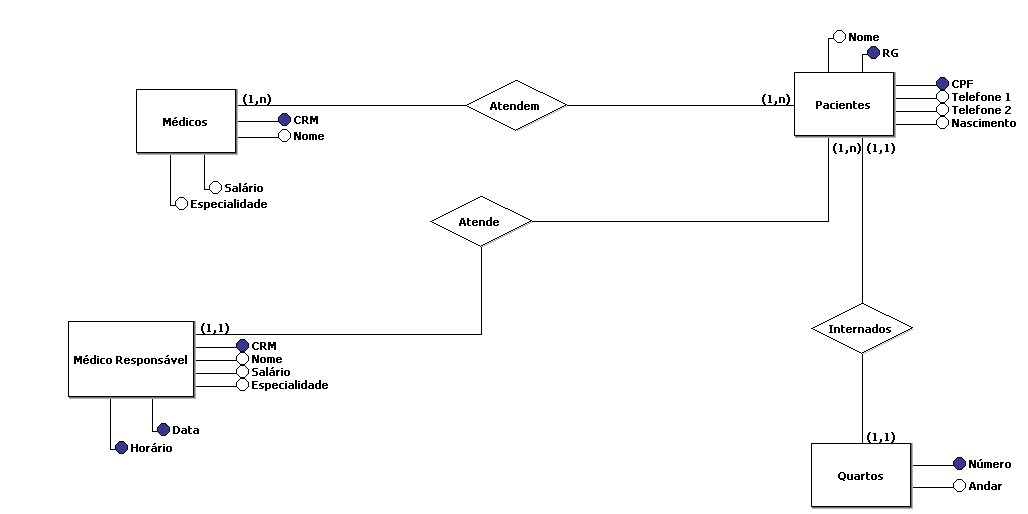 Nome
RG
(1,n)
Atendem
(1,n)
Médicos
CRM
Nome
Salário
Especialidade
Pacientes
CPF
Telefone 1
Telefone 2
Nascimento
(1,n)
(1,1)
Atende
(1,1)
Médico Responsável
CRM
Nome
Salário
Especialidade
Data
Horário
Internados
(1,1)
Quartos
Número
Andar